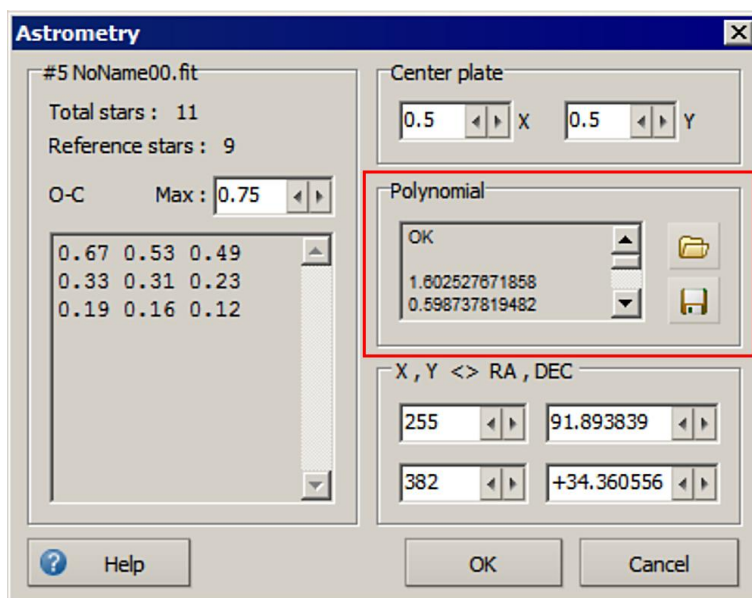 Astrometry
#5 NoName00.fit
Total stars : 11
Reference stars : 9
O-C Max : 0.75
0.67 0.53 0.49
0.33 0.31 0.23
0.19 0.16 0.12
Center plate
0.5 X 0.5 Y
Polynomial
OK
1.602527671858
0.598737819482
X , Y <> RA , DEC
255 91.893839
382 +34.360556
Help OK Cancel